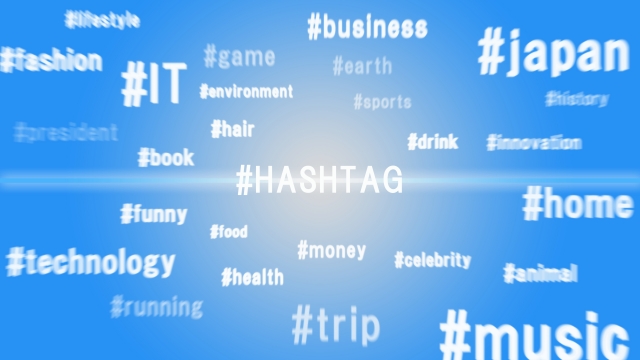 #lifestyle
#business
#fashion
#game
#japan
#IT
#earth
#environment
#sports
#history
#president
#hair
#drink
#innovation
#book
#HASHTAG
#funny
#home
#food
#money
#technology
#celebrity
#health
#animal
#running
#trip
#music